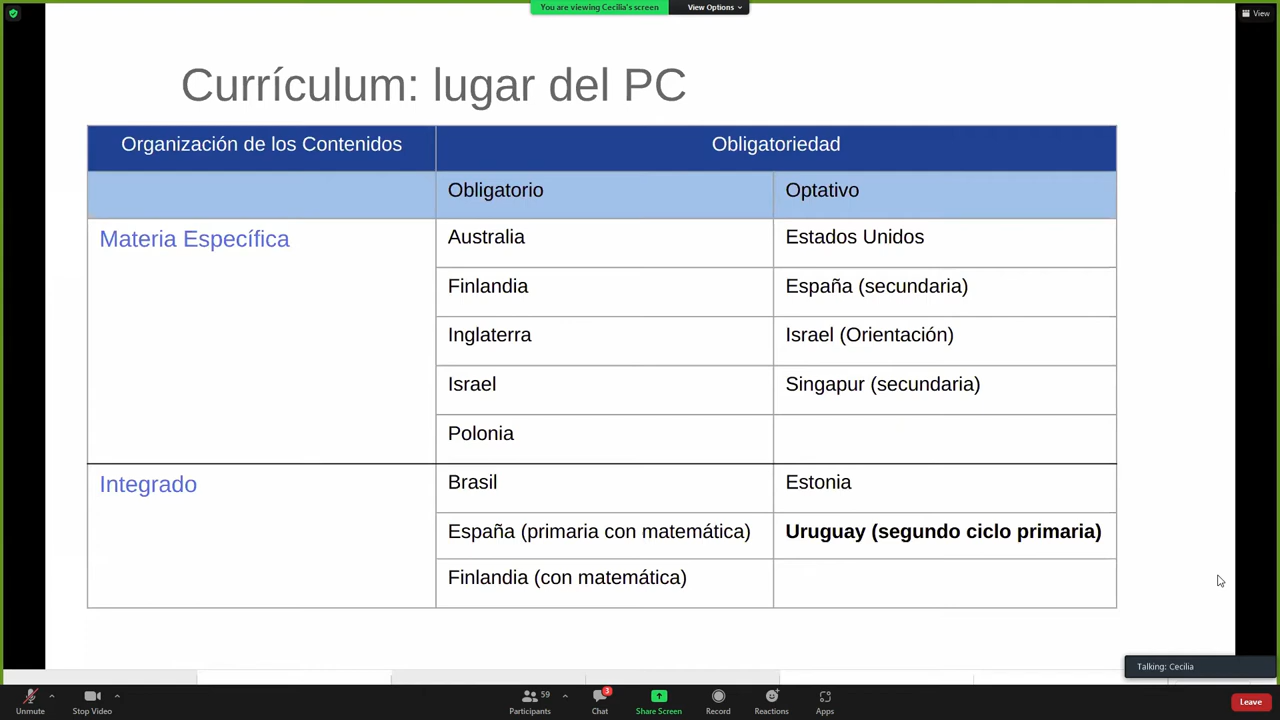 You are viewing Cecilia's screen View Options
View
Currículum: lugar del PC
Organización de los Contenidos Obligatoriedad
Obligatorio Optativo
Materia Específica Australia Estados Unidos
Finlandia España (secundaria)
Inglaterra Israel (Orientación)
Israel Singapur (secundaria)
Polonia
Integrado Brasil Estonia
España (primaria con matemática) Uruguay (segundo ciclo primaria)
Finlandia (con matemática)
Talking: Cecilia
59 3
Unmute Stop Video Participants Chat Share Screen Record Reactions Apps Leave